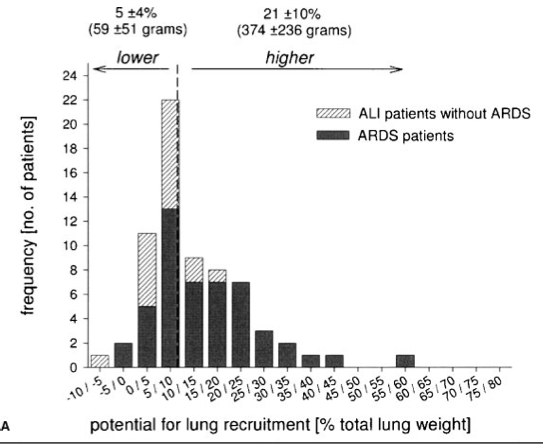 5 ±4%
(59 ±51 grams)
21 ±10%
(374 ±236 grams)
lower
higher
24
22
20
18
16
14
12
10
8
6
4
2
0
frequency [no. of patients]
ALI patients without ARDS
ARDS patients
-10 / -5
-5 / 0
0 / 5
5 / 10
10 / 15
15 / 20
20 / 25
25 / 30
30 / 35
35 / 40
40 / 45
45 / 50
50 / 55
55 / 60
60 / 65
65 / 70
70 / 75
75 / 80
A
potential for lung recruitment [% total lung weight]